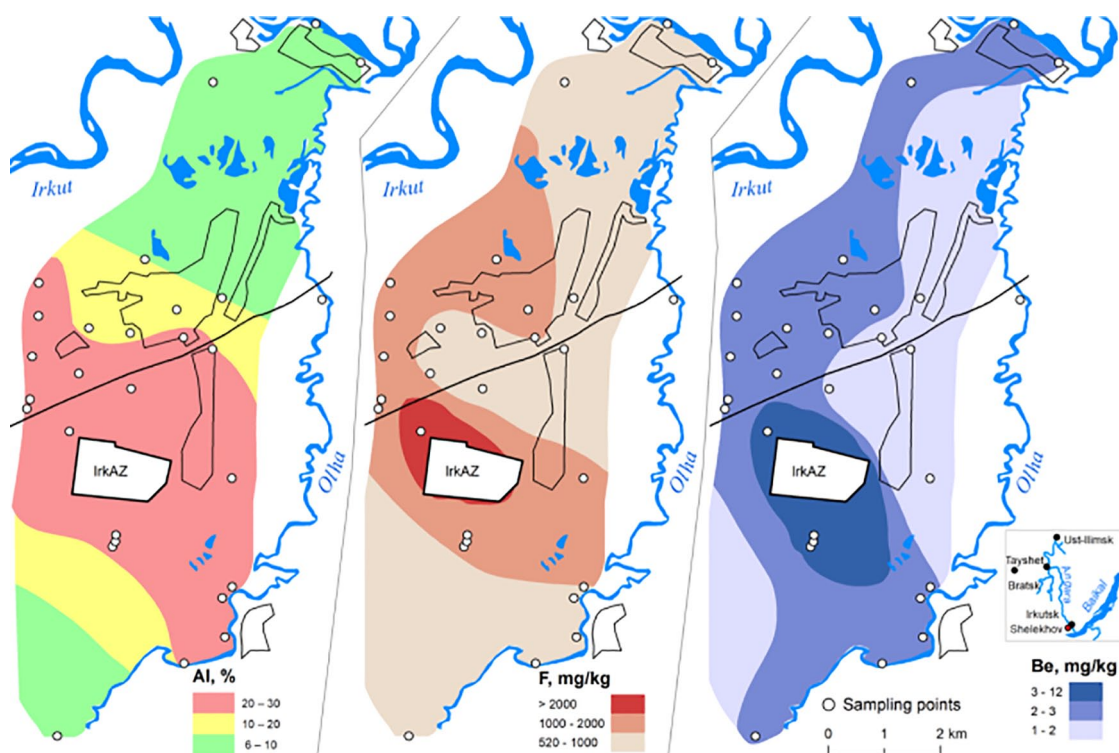 Irkut
Irkut
Irkut
IrkAZ
IrkAZ
IrkAZ
Olha
Olha
Al, %
20 – 30
10 – 20
6 – 10
F, mg/kg
> 2000
1000 - 2000
520 - 1000
Sampling points
0 1 2 km
Be, mg/kg
3 - 12
2 - 3
1 - 2
Ust-Ilimsk
Tayshet
Bratsk
Angara
Baikal
Irkutsk
Shelekhov